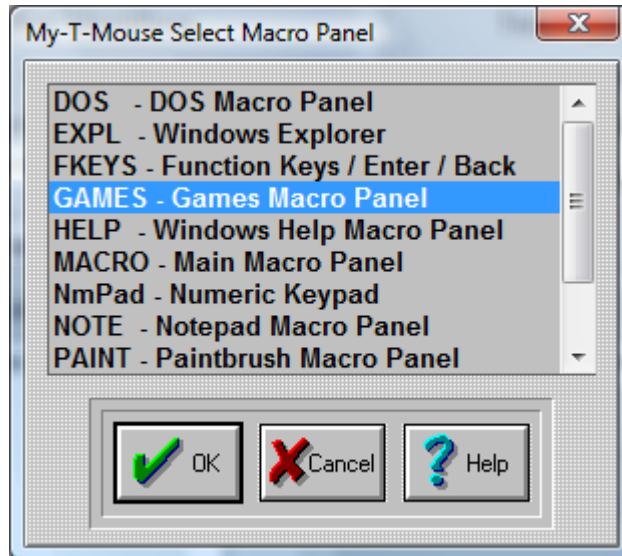 My-T-Mouse Select Macro Panel
DOS - DOS Macro Panel
EXPL - Windows Explorer
FKEYS - Function Keys / Enter / Back
GAMES - Games Macro Panel
HELP - Windows Help Macro Panel
MACRO - Main Macro Panel
NmPad - Numeric Keypad
NOTE - Notepad Macro Panel
PAINT - Paintbrush Macro Panel
OK Cancel Help